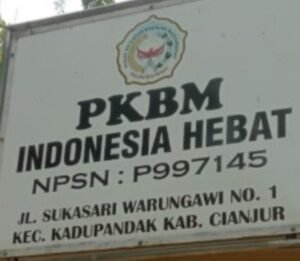 PKBM
INDONESIA HEBAT
NPSN : P997145
JL. SUKASARI WARUNGAWI NO. 1
KEC. KADUPANDAK KAB. CIANJUR